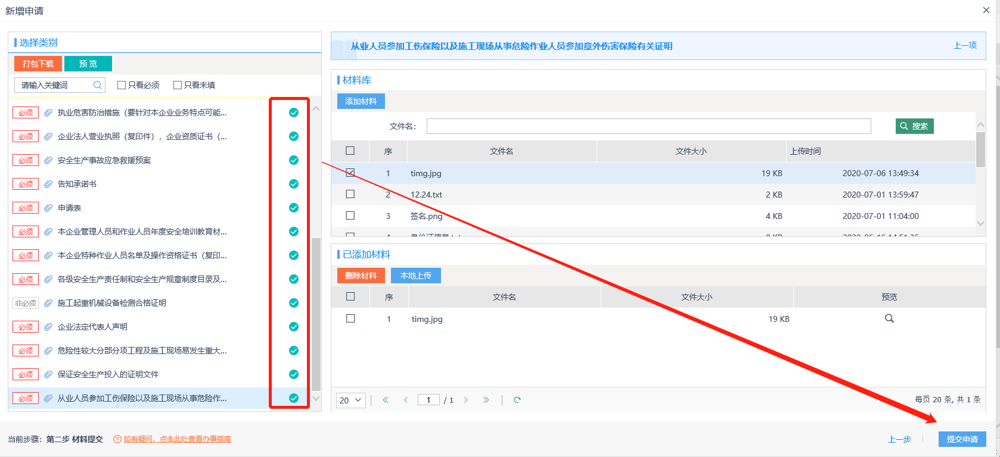 新增申请
选择类别
打包下载 预 览
请输入关键词 只看必须 只看未填
必须 执业危害防治措施（要针对本企业业务特点可能...
必须 企业法人营业执照（复印件），企业资质证书（...
必须 安全生产事故应急救援预案
必须 告知承诺书
必须 申请表
必须 本企业管理人员和作业人员年度安全培训教育材...
必须 本企业特种作业人员名单及操作资格证书（复印...
必须 各级安全生产责任制和安全生产规章制度目录及...
非必须 施工起重机械设备检测合格证明
必须 企业法定代表人声明
必须 危险性较大分部分项工程及施工现场易发生重大...
必须 保证安全生产投入的证明文件
必须 从业人员参加工伤保险以及施工现场从事危险作...
从业人员参加工伤保险以及施工现场从事危险作业人员参加意外伤害保险有关证明 上一项
材料库
添加材料
文件名： 搜索
序 文件名 文件大小 上传时间
1 timg.jpg 19 KB 2020-07-06 13:49:34
2 12.24.txt 2 KB 2020-07-01 13:59:47
3 签名.png 4 KB 2020-07-01 11:04:00
已添加材料
删除材料 本地上传
序 文件名 文件大小 预览
1 timg.jpg 19 KB
20 1 / 1 每页 20 条, 共 1 条
当前步骤：第二步 材料提交 如有疑问，点击此处查看办事指南 上一步 提交申请